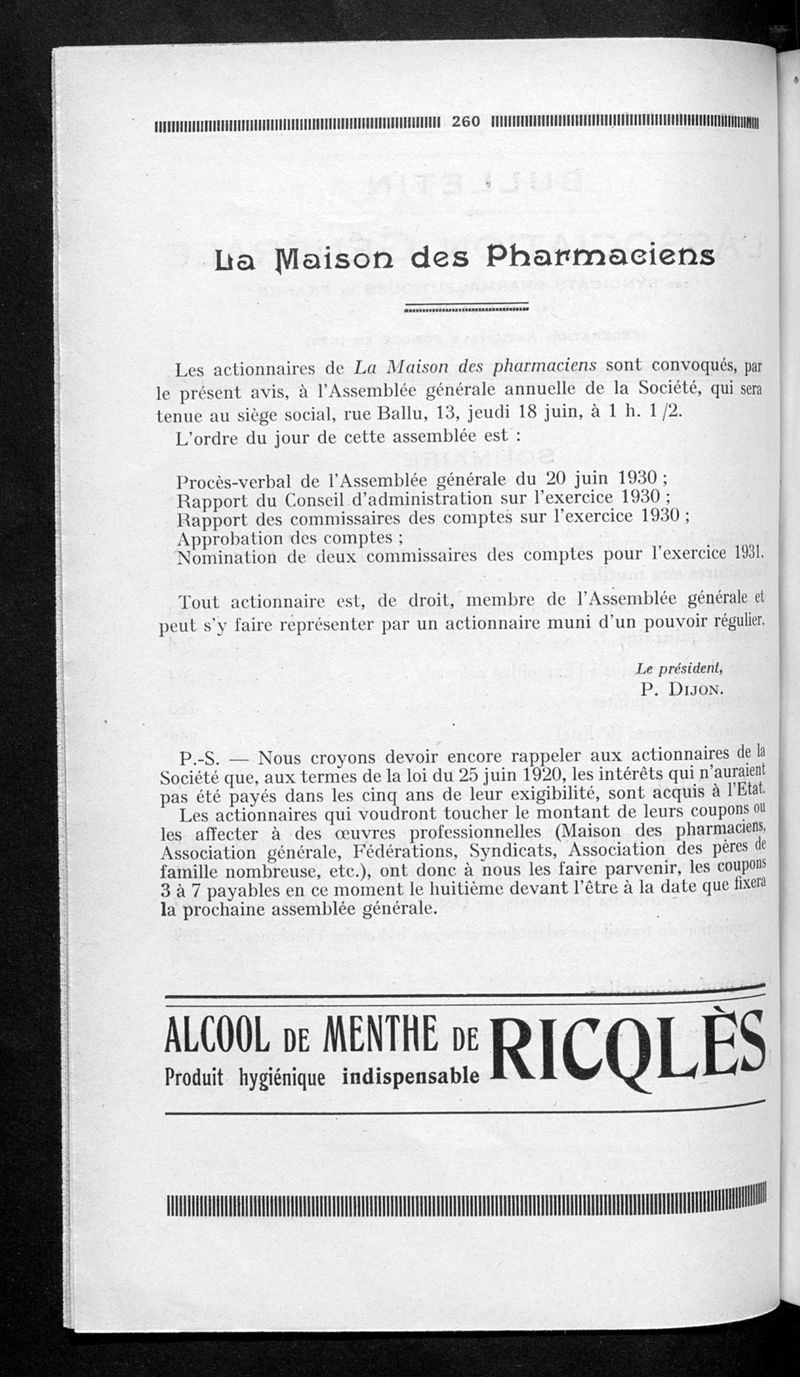 260
La Maison des Pharmaciens
Les actionnaires de La Maison des pharmaciens sont convoqués, par
le présent avis, à l'Assemblée générale annuelle de la Société, qui sera
tenue au siège social, rue Ballu, 13, jeudi 18 juin, à 1 h. 1/2.
L'ordre du jour de cette assemblée est :
Procès-verbal de l'Assemblée générale du 20 juin 1930 ;
Rapport du Conseil d'administration sur l'exercice 1930 ;
Rapport des commissaires des comptes sur l'exercice 1930 ;
Approbation des comptes ;
Nomination de deux commissaires des comptes pour l'exercice 1931.
Tout actionnaire est, de droit, membre de l'Assemblée générale et
peut s'y faire représenter par un actionnaire muni d'un pouvoir régulier.
Le président,
P. DIJON.
P.-S. — Nous croyons devoir encore rappeler aux actionnaires de la
Société que, aux termes de la loi du 25 juin 1920, les intérêts qui n'auraient
pas été payés dans les cinq ans de leur exigibilité, sont acquis à l'Etat.
Les actionnaires qui voudront toucher le montant de leurs coupons ou
les affecter à des œuvres professionnelles (Maison des pharmaciens,
Association générale, Fédérations, Syndicats, Association des pères de
famille nombreuse, etc.), ont donc à nous les faire parvenir, les coupons
3 à 7 payables en ce moment le huitième devant l'être à la date que fixera
la prochaine assemblée générale.
ALCOOL DE MENTHE DE RICQLÈS
Produit hygiénique indispensable